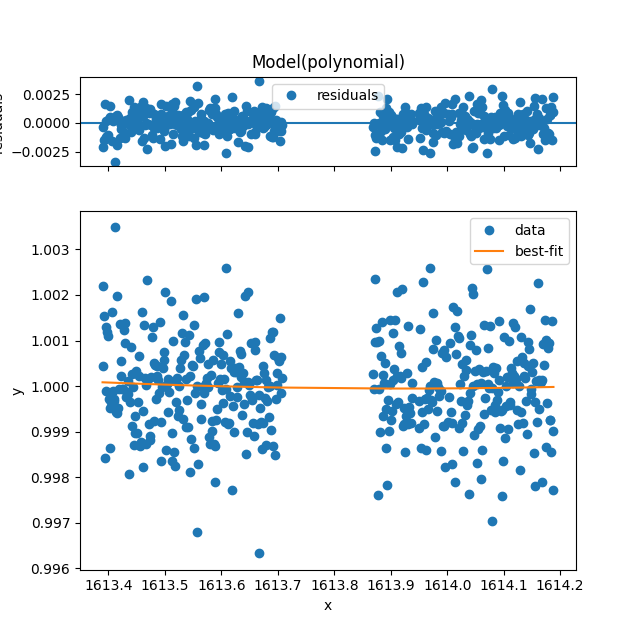 Model(polynomial)
0.0025
0.0000
−0.0025
residuals
1.003
1.002
1.001
1.000
0.999
0.998
0.997
0.996
y
data
best-fit
1613.4 1613.5 1613.6 1613.7 1613.8 1613.9 1614.0 1614.1 1614.2
x